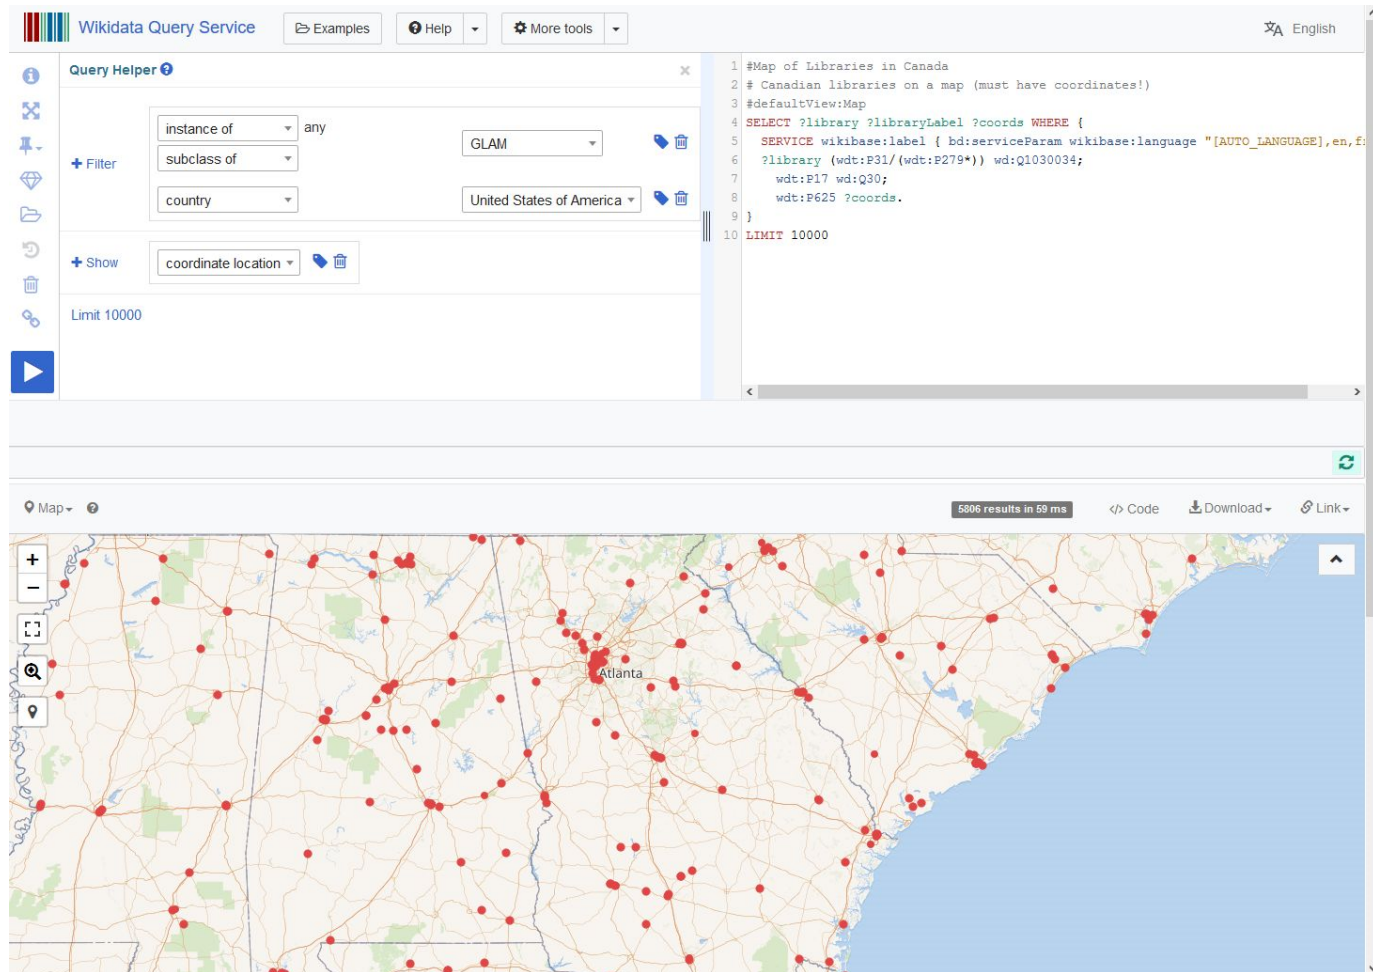 Wikidata Query Service
Examples
Help
More tools
English
Query Helper
instance of
any
GLAM
subclass of
Filter
country
United States of America
Show
coordinate location
Limit 10000
1 #Map of Libraries in Canada
2 # Canadian libraries on a map (must have coordinates!)
3 #defaultView:Map
4 SELECT ?library ?libraryLabel ?coords WHERE {
5 SERVICE wikibase:label { bd:serviceParam wikibase:language "[AUTO_LANGUAGE],en,f
6 ?library (wdt:P31/(wdt:P279*)) wd:Q1030034;
7 wdt:P17 wd:Q30;
8 wdt:P625 ?coords.
9 }
10 LIMIT 10000
Map
5806 results in 59 ms
</> Code
Download
Link
Atlanta